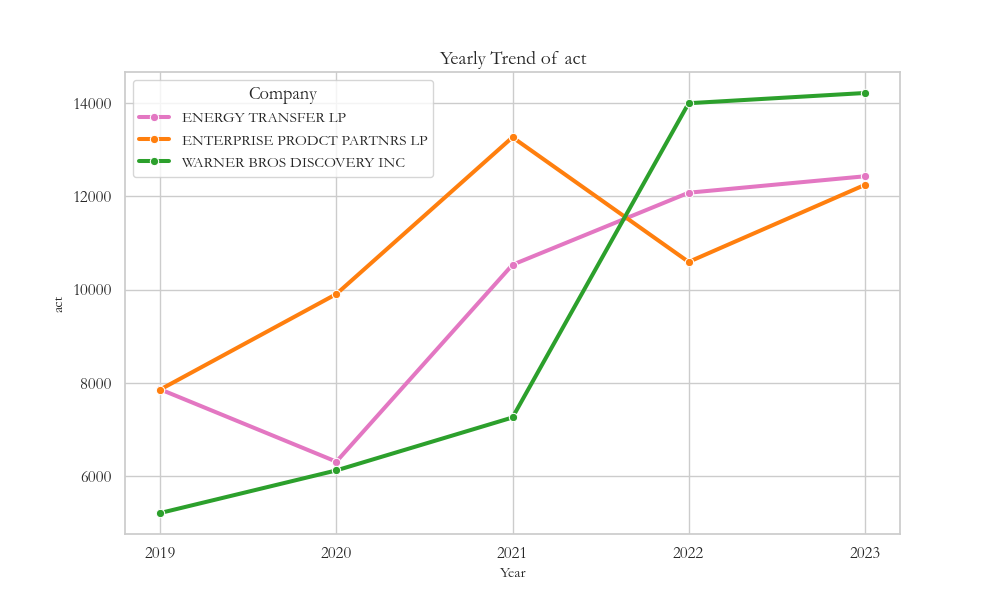 Yearly Trend of act
Company
ENERGY TRANSFER LP
ENTERPRISE PRODCT PARTNRS LP
WARNER BROS DISCOVERY INC
14000
12000
10000
8000
6000
act
2019 2020 2021 2022 2023
Year